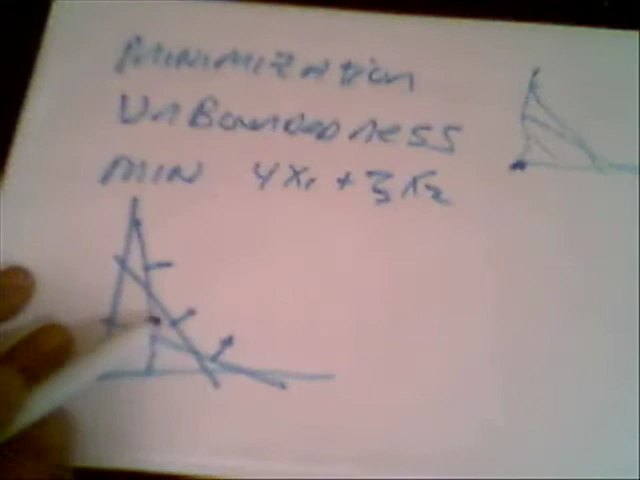 MINIMIZATION
UNBOUNDEDNESS
MIN 4X₁ + 3X₂